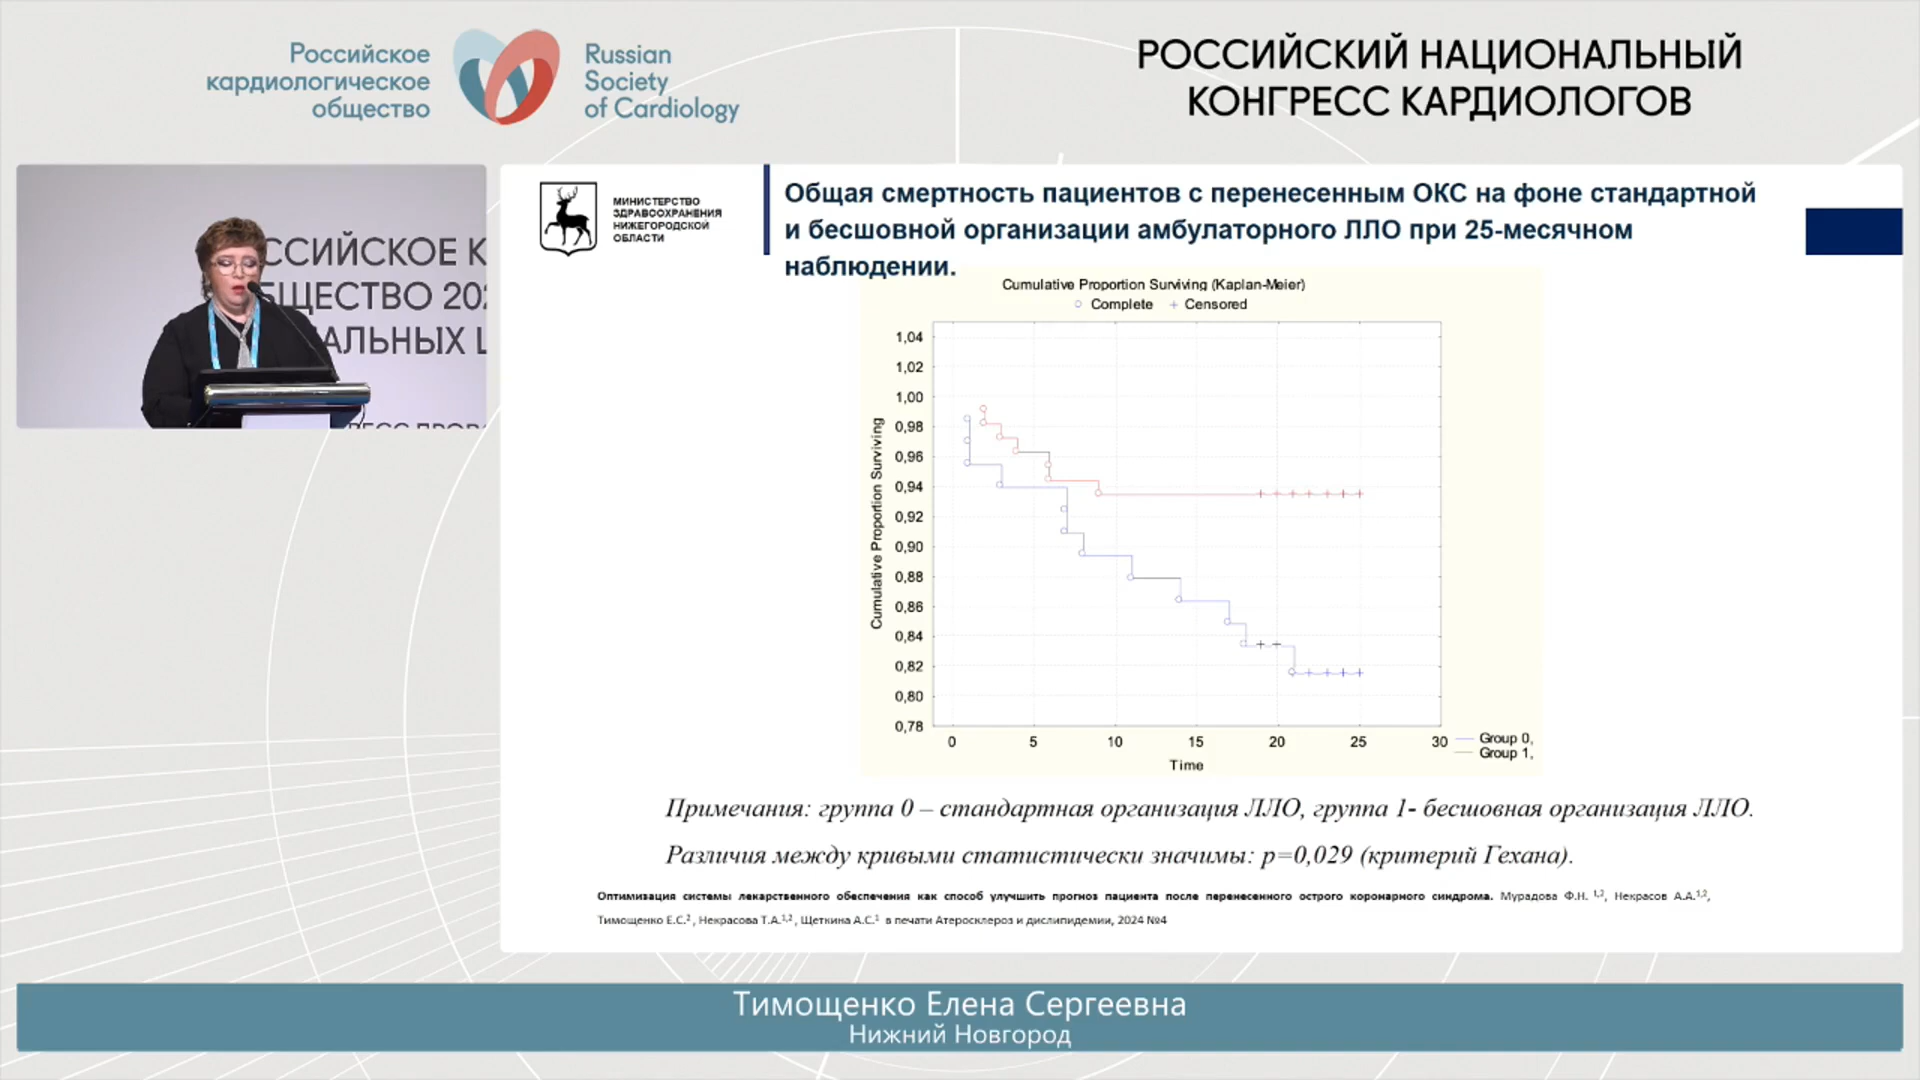 Российское
кардиологическое
общество
Russian
Society
of Cardiology
РОССИЙСКИЙ НАЦИОНАЛЬНЫЙ
КОНГРЕСС КАРДИОЛОГОВ
ССИЙСКОЕ К
БЩЕСТВО 202
АЛЬНЫХ Ц
МИНИСТЕРСТВО
ЗДРАВООХРАНЕНИЯ
НИЖЕГОРОДСКОЙ
ОБЛАСТИ
Общая смертность пациентов с перенесенным ОКС на фоне стандартной
и бесшовной организации амбулаторного ЛЛО при 25-месячном
наблюдении.
Cumulative Proportion Surviving (Kaplan-Meier)
Complete + Censored
Cumulative Proportion Surviving
1,04
1,02
1,00
0,98
0,96
0,94
0,92
0,90
0,88
0,86
0,84
0,82
0,80
0,78
0 5 10 15 20 25 30
Time
Group 0,
Group 1,
Примечания: группа 0 – стандартная организация ЛЛО, группа 1- бесшовная организация ЛЛО.
Различия между кривыми статистически значимы: p=0,029 (критерий Гехана).
Оптимизация системы лекарственного обеспечения как способ улучшить прогноз пациента после перенесенного острого коронарного синдрома. Мурадова Ф.Н. 1,2, Некрасов А.А.1,2,
Тимощенко Е.С.2, Некрасова Т.А.1,2, Щеткина А.С.1 в печати Атеросклероз и дислипидемии, 2024 №4
Тимощенко Елена Сергеевна
Нижний Новгород